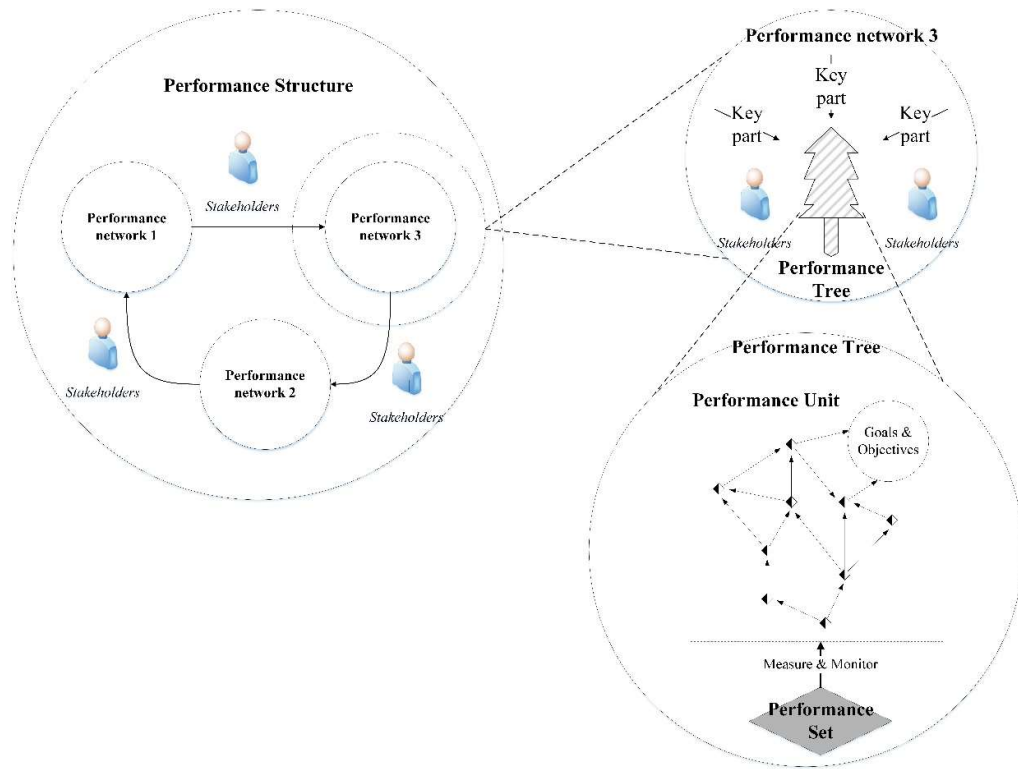 Performance Structure
Stakeholders
Performance
network 1
Performance
network 3
Stakeholders
Performance
network 2
Stakeholders
Performance network 3
Key
part
Key
part
Key
part
Stakeholders
Stakeholders
Performance
Tree
Performance Tree
Performance Unit
Goals &
Objectives
Measure & Monitor
Performance
Set